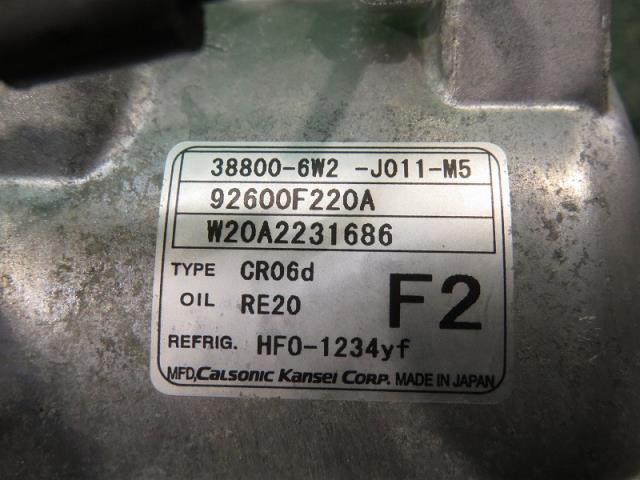 38800-6W2 -J011-M5
92600F220A
W20A2231686
TYPE CR06d
OIL RE20
F2
REFRIG. HFO-1234yf
MFD,CALSONIC KANSEI CORP. MADE IN JAPAN